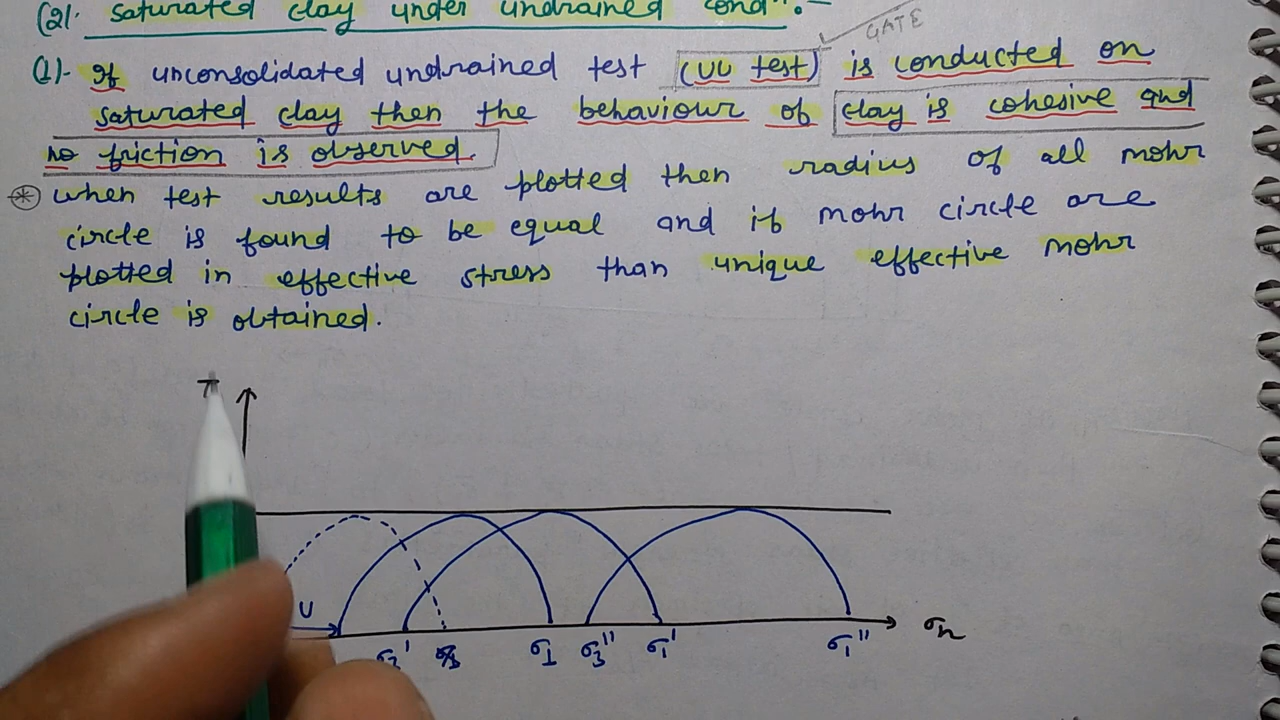 (2). saturated clay under undrained condⁿ. -
GATE
(1)- If unconsolidated undrained test (UU test) is conducted on
saturated clay then the behaviour of clay is cohesive and
no friction is observed.
* when test results are plotted then radius of all mohr
circle is found to be equal and if mohr circle are
plotted in effective stress than unique effective mohr
circle is obtained.
U
σ3' σ1 σ3'' σ1' σ1'' σn